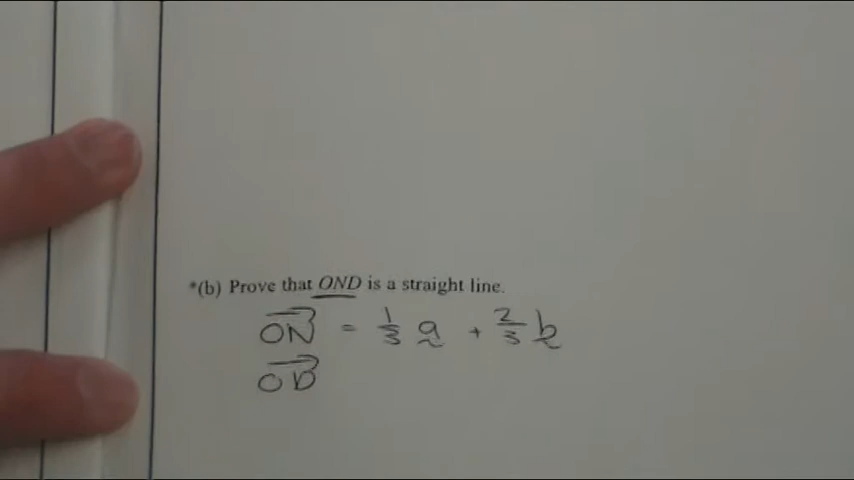 *(b) Prove that OND is a straight line.
ON = 1/3 a + 2/3 b
OD